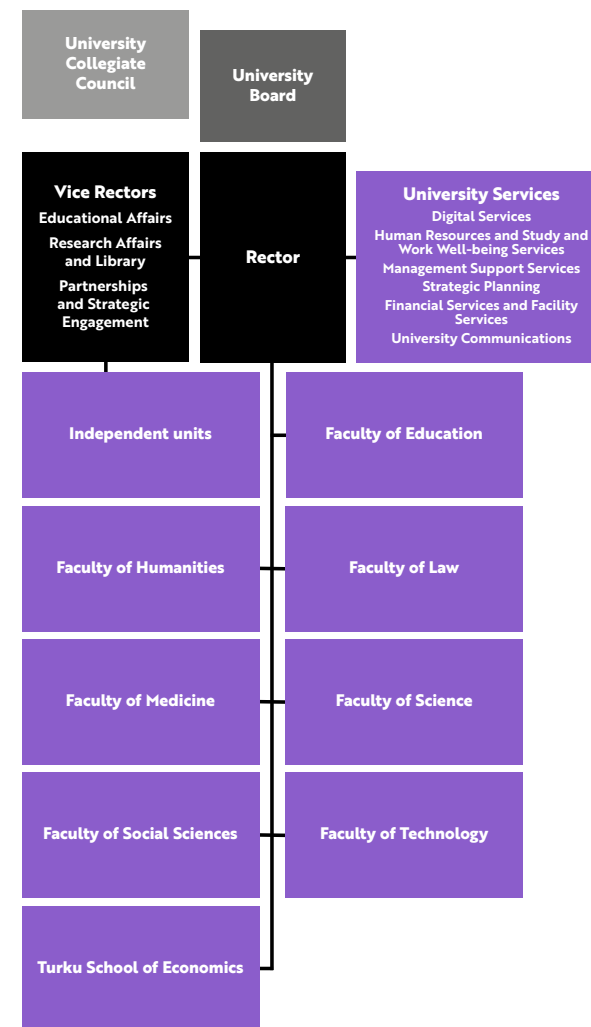 University
Collegiate
Council
University
Board
Vice Rectors
Educational Affairs
Research Affairs
and Library
Partnerships
and Strategic
Engagement
Rector
University Services
Digital Services
Human Resources and Study and
Work Well-being Services
Management Support Services
Strategic Planning
Financial Services and Facility
Services
University Communications
Independent units
Faculty of Education
Faculty of Humanities
Faculty of Law
Faculty of Medicine
Faculty of Science
Faculty of Social Sciences
Faculty of Technology
Turku School of Economics